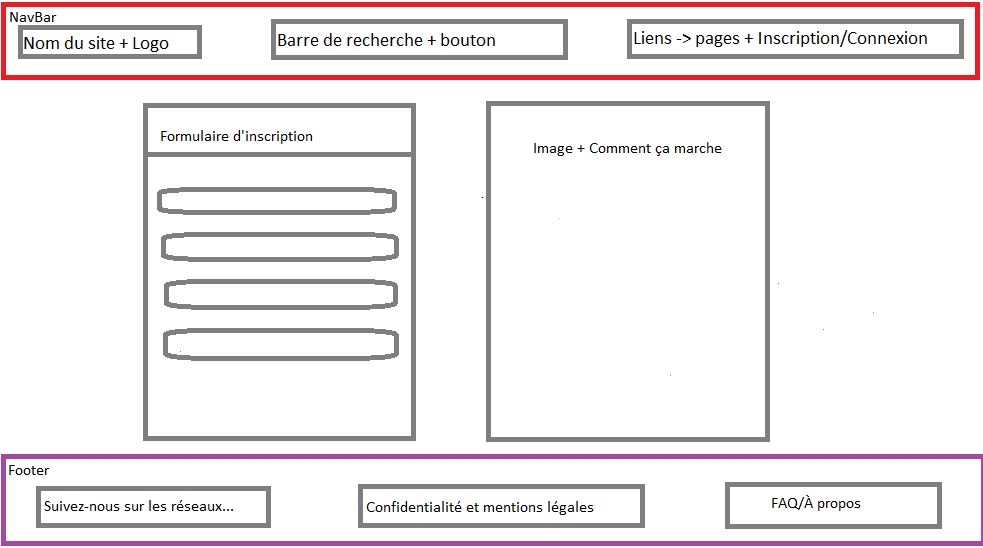 NavBar
Nom du site + Logo
Barre de recherche + bouton
Liens -> pages + Inscription/Connexion
Formulaire d'inscription
Image + Comment ça marche
Footer
Suivez-nous sur les réseaux...
Confidentialité et mentions légales
FAQ/À propos